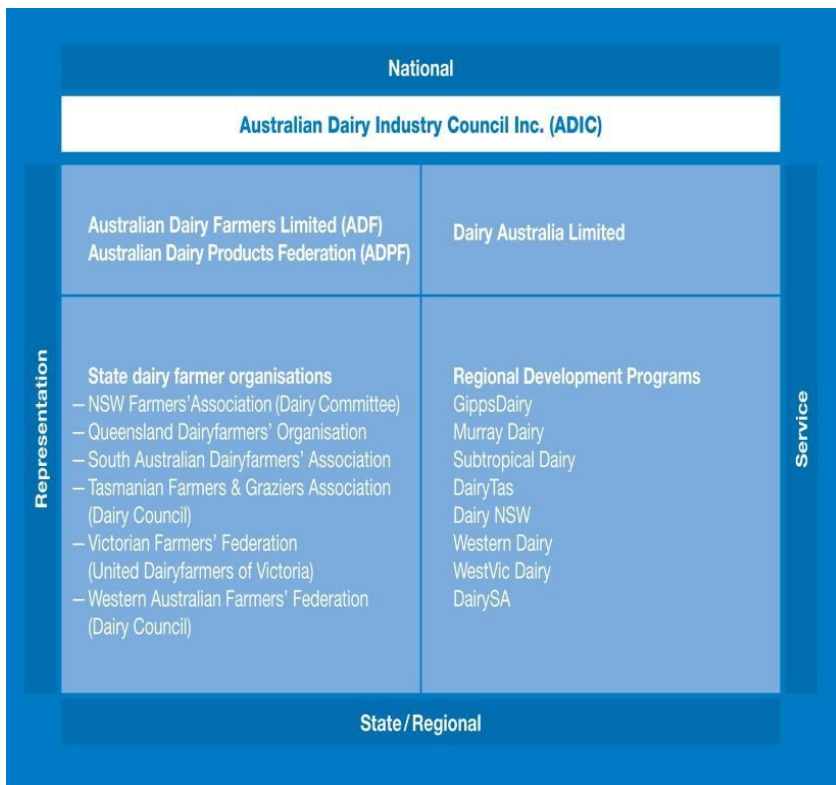 National
Australian Dairy Industry Council Inc. (ADIC)
Representation
Australian Dairy Farmers Limited (ADF)
Australian Dairy Products Federation (ADPF)
Dairy Australia Limited
State dairy farmer organisations
– NSW Farmers' Association (Dairy Committee)
– Queensland Dairyfarmers' Organisation
– South Australian Dairyfarmers' Association
– Tasmanian Farmers & Graziers Association
(Dairy Council)
– Victorian Farmers' Federation
(United Dairyfarmers of Victoria)
– Western Australian Farmers' Federation
(Dairy Council)
Regional Development Programs
GippsDairy
Murray Dairy
Subtropical Dairy
DairyTas
Dairy NSW
Western Dairy
WestVic Dairy
DairySA
Service
State/Regional